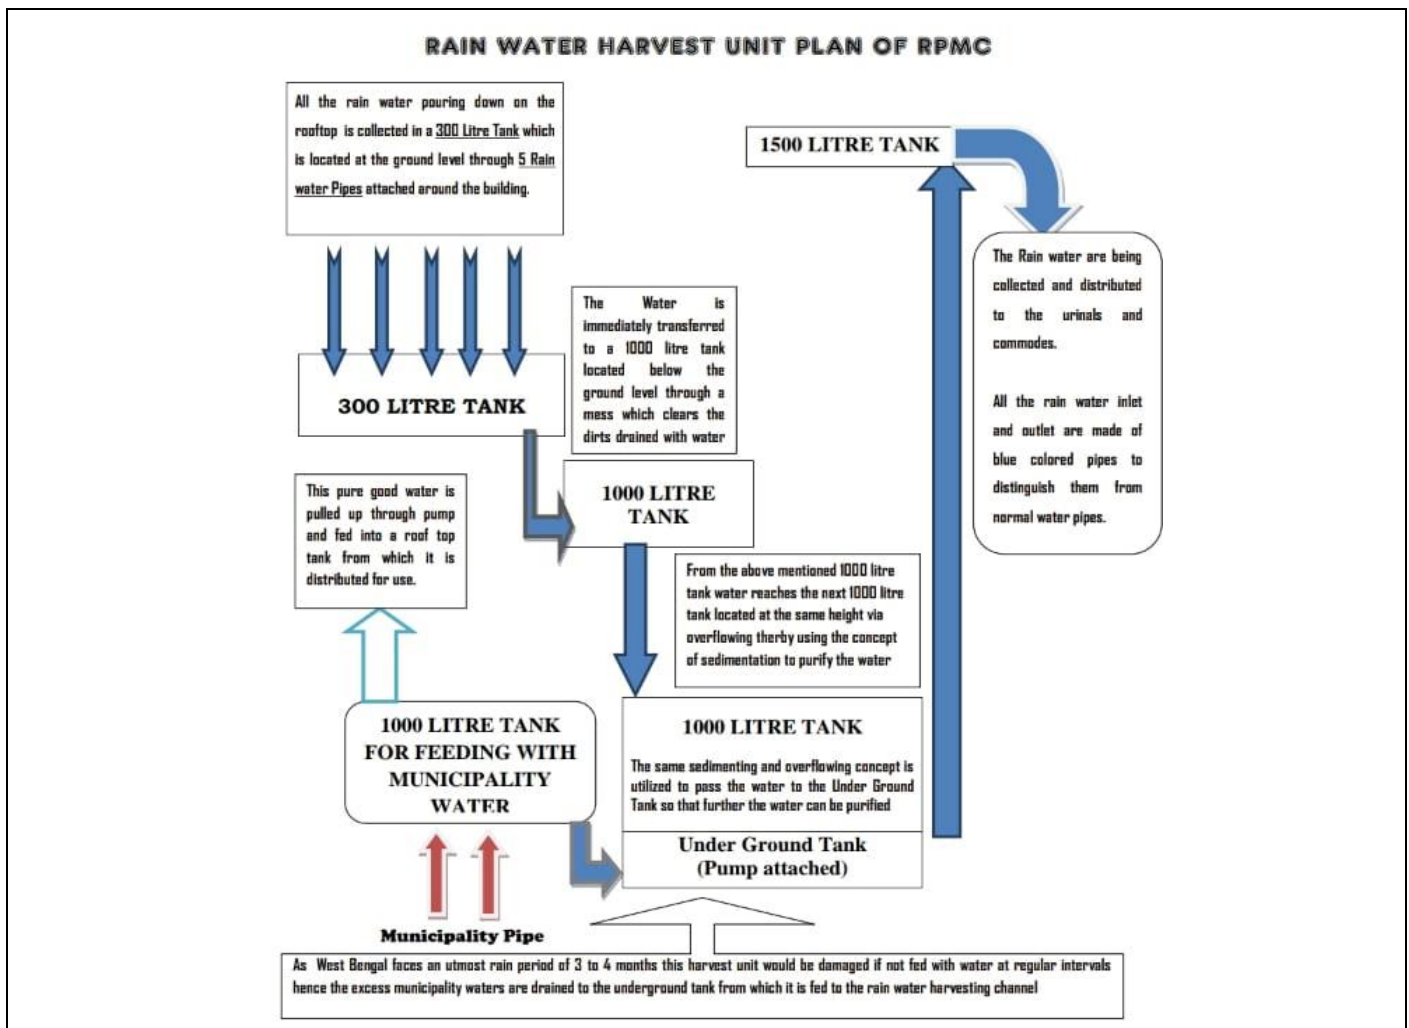 RAIN WATER HARVEST UNIT PLAN OF RPMC
All the rain water pouring down on the
rooftop is collected in a 300 Litre Tank which
is located at the ground level through 5 Rain
water Pipes attached around the building.
300 LITRE TANK
The Water is
immediately transferred
to a 1000 litre tank
located below the
ground level through a
mess which clears the
dirts drained with water
1000 LITRE
TANK
From the above mentioned 1000 litre
tank water reaches the next 1000 litre
tank located at the same height via
overflowing therby using the concept
of sedimentation to purify the water
1000 LITRE TANK
The same sedimenting and overflowing concept is
utilized to pass the water to the Under Ground
Tank so that further the water can be purified
Under Ground Tank
(Pump attached)
1500 LITRE TANK
The Rain water are being
collected and distributed
to the urinals and
commodes.
All the rain water inlet
and outlet are made of
blue colored pipes to
distinguish them from
normal water pipes.
This pure good water is
pulled up through pump
and fed into a roof top
tank from which it is
distributed for use.
1000 LITRE TANK
FOR FEEDING WITH
MUNICIPALITY
WATER
Municipality Pipe
As West Bengal faces an utmost rain period of 3 to 4 months this harvest unit would be damaged if not fed with water at regular intervals
hence the excess municipality waters are drained to the underground tank from which it is fed to the rain water harvesting channel